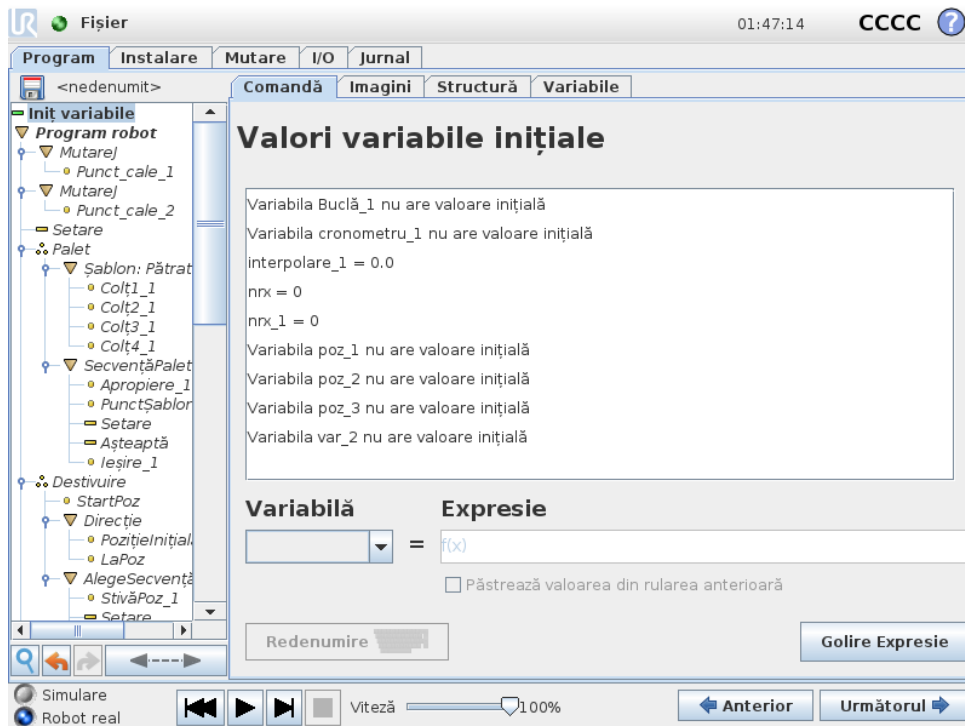 Fișier
01:47:14
CCCC
?
Program Instalare Mutare I/O Jurnal
<nedenumit>
Comandă Imagini Structură Variabile
Iniț variabile
Program robot
MutareJ
Punct_cale_1
MutareJ
Punct_cale_2
Setare
Palet
Șablon: Pătrat
Colț1_1
Colț2_1
Colț3_1
Colț4_1
SecvențăPalet
Apropiere_1
PunctȘablon
Setare
Așteaptă
Ieșire_1
Destivuire
StartPoz
Direcție
PozițieInițial
LaPoz
AlegeSecvență
StivăPoz_1
Setare
Valori variabile inițiale
Variabila Buclă_1 nu are valoare inițială
Variabila cronometru_1 nu are valoare inițială
interpolare_1 = 0.0
nrx = 0
nrx_1 = 0
Variabila poz_1 nu are valoare inițială
Variabila poz_2 nu are valoare inițială
Variabila poz_3 nu are valoare inițială
Variabila var_2 nu are valoare inițială
Variabilă Expresie
= f(x)
Păstrează valoarea din rularea anterioară
Redenumire
Golire Expresie
Simulare
Robot real
Viteză 100%
Anterior
Următorul